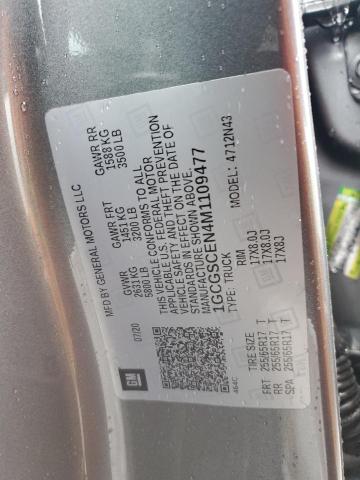 MFD BY GENERAL MOTORS LLC
07/20 GVWR GAWR FRT GAWR RR
2631 KG 1451 KG 1588 KG
5800 LB 3200 LB 3500 LB
THIS VEHICLE CONFORMS TO ALL
APPLICABLE U.S. FEDERAL MOTOR
VEHICLE SAFETY AND THEFT PREVENTION
STANDARDS IN EFFECT ON THE DATE OF
MANUFACTURE SHOWN ABOVE.
1GCGSCEN4M1109477
TYPE: TRUCK MODEL: 4712N43
GM
464C
TIRE SIZE RIM
FRT 255/65R17 T 17X8.0J
RR 255/65R17 T 17X8.0J
SPA 255/65R17 T 17X8J